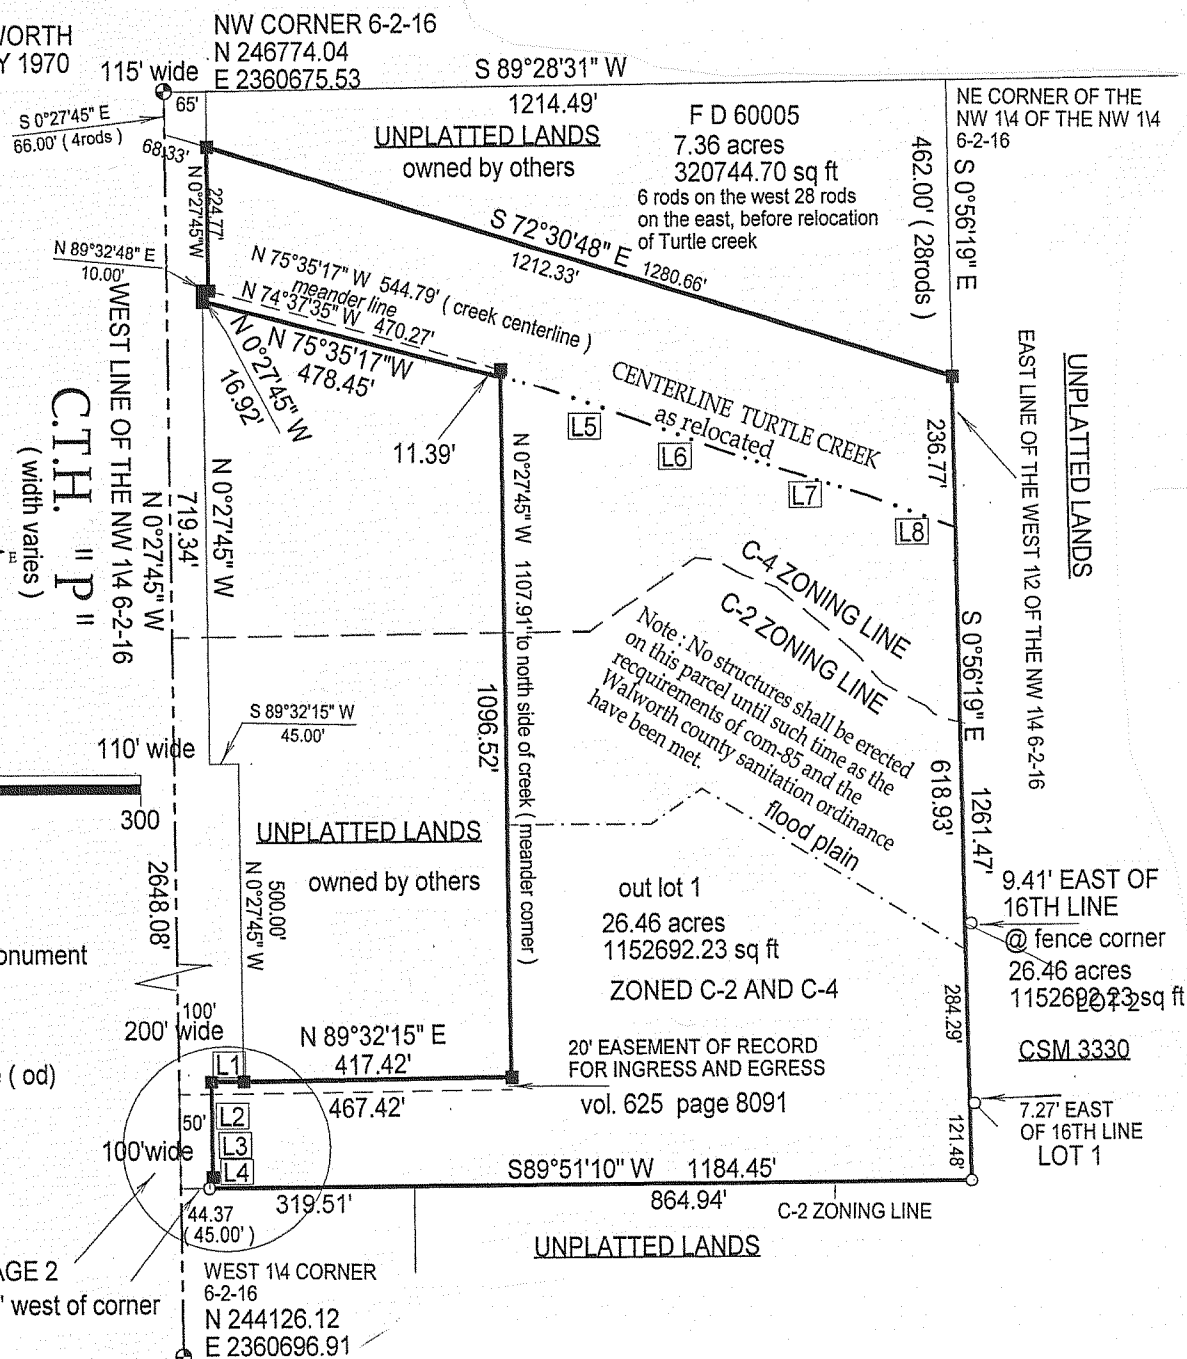 WORTH
Y 1970
NW CORNER 6-2-16
N 246774.04
E 2360675.53
115' wide
65'
S 89°28'31" W
1214.49'
UNPLATTED LANDS
owned by others
F D 60005
7.36 acres
320744.70 sq ft
6 rods on the west 28 rods
on the east, before relocation
of Turtle creek
NE CORNER OF THE
NW 1\4 OF THE NW 1\4
6-2-16
S 0°27'45" E
66.00' ( 4rods )
68.33'
N 0°27'45"W
224.77'
462.00' ( 28rods )
S 0°56'19" E
S 72°30'48" E
1212.33'
1280.66'
N 89°32'48" E
10.00'
N 75°35'17" W 544.79' ( creek centerline )
meander line
N 74°37'35" W 470.27'
N 75°35'17"W
478.45'
N 0°27'45" W
16.92'
11.39'
CENTERLINE TURTLE CREEK
as relocated
L5
L6
L7
L8
236.77'
EAST LINE OF THE WEST 1\2 OF THE NW 1\4 6-2-16
UNPLATTED LANDS
C.T.H. "P"
( width varies )
E
WEST LINE OF THE NW 1\4 6-2-16
N 0°27'45" W
719.34'
N 0°27'45" W
N 0°27'45" W 1107.91' to north side of creek ( meander corner )
1096.52'
C-4 ZONING LINE
C-2 ZONING LINE
Note : No structures shall be erected
on this parcel until such time as the
recquirements of com-85 and the
Walworth county sanitation ordinance
have been met.
S 0°56'19" E
618.93'
1261.47'
S 89°32'15" W
45.00'
110' wide
300
2648.08'
UNPLATTED LANDS
owned by others
500.00'
N 0°27'45" W
flood plain
out lot 1
26.46 acres
1152692.23 sq ft
ZONED C-2 AND C-4
9.41' EAST OF
16TH LINE
@ fence corner
26.46 acres
1152692.23 sq ft
LOT 2
CSM 3330
284.29'
onument
100'
200' wide
N 89°32'15" E
417.42'
467.42'
20' EASEMENT OF RECORD
FOR INGRESS AND EGRESS
vol. 625 page 8091
( od)
L1
L2
L3
L4
50'
100'wide
7.27' EAST
OF 16TH LINE
LOT 1
121.48'
S89°51'10" W 1184.45'
319.51'
864.94'
C-2 ZONING LINE
44.37
( 45.00' )
UNPLATTED LANDS
AGE 2
' west of corner
WEST 1\4 CORNER
6-2-16
N 244126.12
E 2360696.91